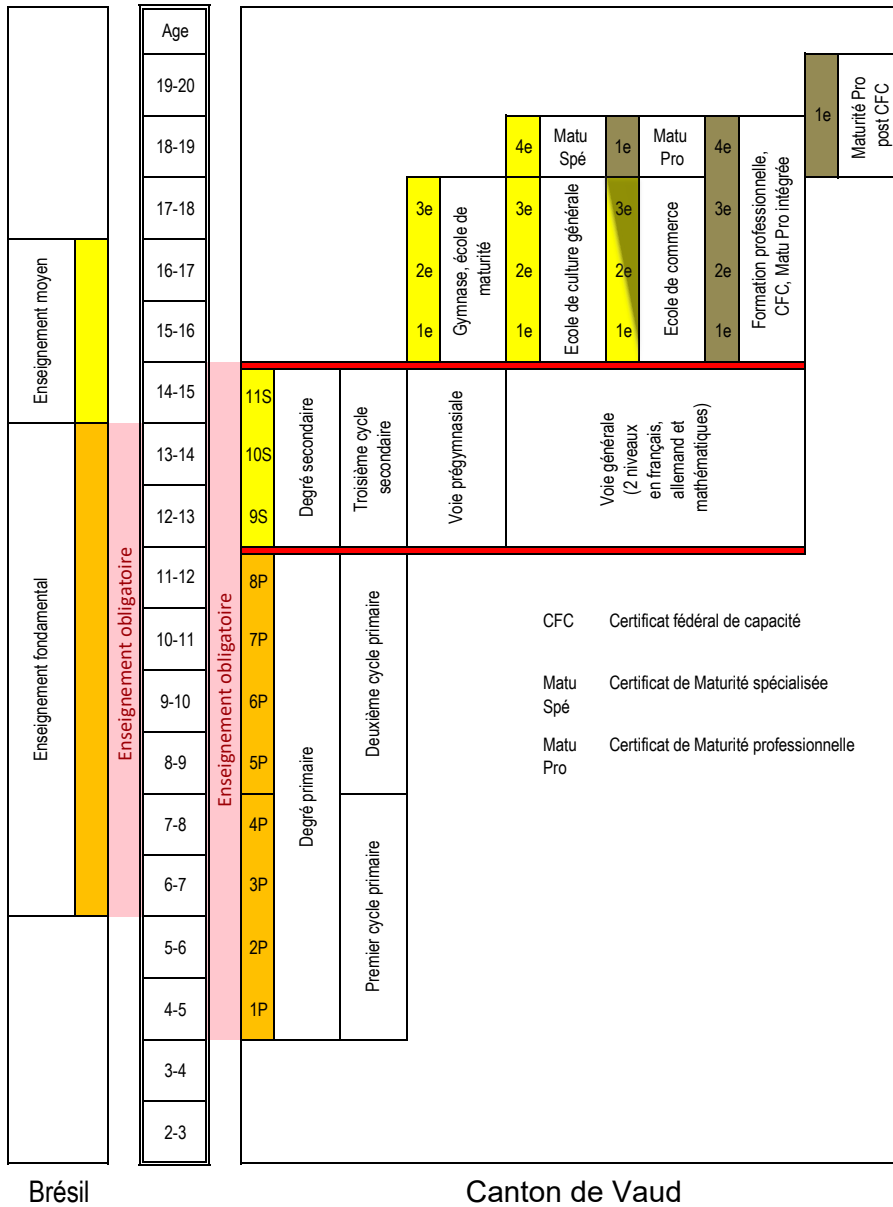 Age
19-20
18-19
17-18
16-17
15-16
14-15
13-14
12-13
11-12
10-11
9-10
8-9
7-8
6-7
5-6
4-5
3-4
2-3
Enseignement moyen
Enseignement fondamental
Enseignement obligatoire
Enseignement obligatoire
11S
10S
9S
8P
7P
6P
5P
4P
3P
2P
1P
Degré secondaire
Degré primaire
Troisième cycle
secondaire
Deuxième cycle primaire
Premier cycle primaire
3e
2e
1e
Gymnase, école de
maturité
Voie prégymnasiale
4e
3e
2e
1e
Matu
Spé
Ecole de culture générale
1e
3e
2e
1e
Matu
Pro
Ecole de commerce
4e
3e
2e
1e
Formation professionnelle,
CFC, Matu Pro intégrée
1e
Maturité Pro
post CFC
Voie générale
(2 niveaux
en français,
allemand et
mathématiques)
CFC Certificat fédéral de capacité
Matu Certificat de Maturité spécialisée
Spé
Matu Certificat de Maturité professionnelle
Pro
Brésil
Canton de Vaud